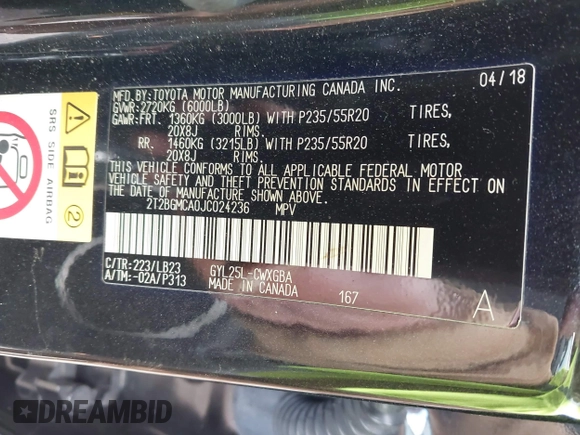 MFD.BY:TOYOTA MOTOR MANUFACTURING CANADA INC. 04/18
GVWR:2720KG (6000LB)
GAWR:FRT. 1360KG (3000LB) WITH P235/55R20 TIRES,
20X8J RIMS.
RR. 1460KG (3215LB) WITH P235/55R20 TIRES,
20X8J RIMS.
THIS VEHICLE CONFORMS TO ALL APPLICABLE FEDERAL MOTOR
VEHICLE SAFETY AND THEFT PREVENTION STANDARDS IN EFFECT ON
THE DATE OF MANUFACTURE SHOWN ABOVE.
2T2BGMCA0JC024236 MPV
C/TR:223/LB23 GYL25L-CWXGBA
A/TM:-02A/P313 MADE IN CANADA 167 A
SRS SIDE AIRBAG 2
DREAMBID